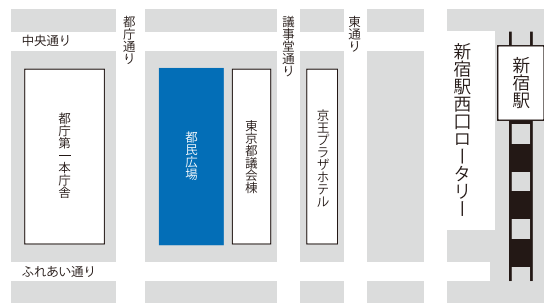 中央通り
都庁通り
議事堂通り
東通り
都庁第一本庁舎
都民広場
東京都議会棟
京王プラザホテル
新宿駅西口ロータリー
新宿駅
ふれあい通り